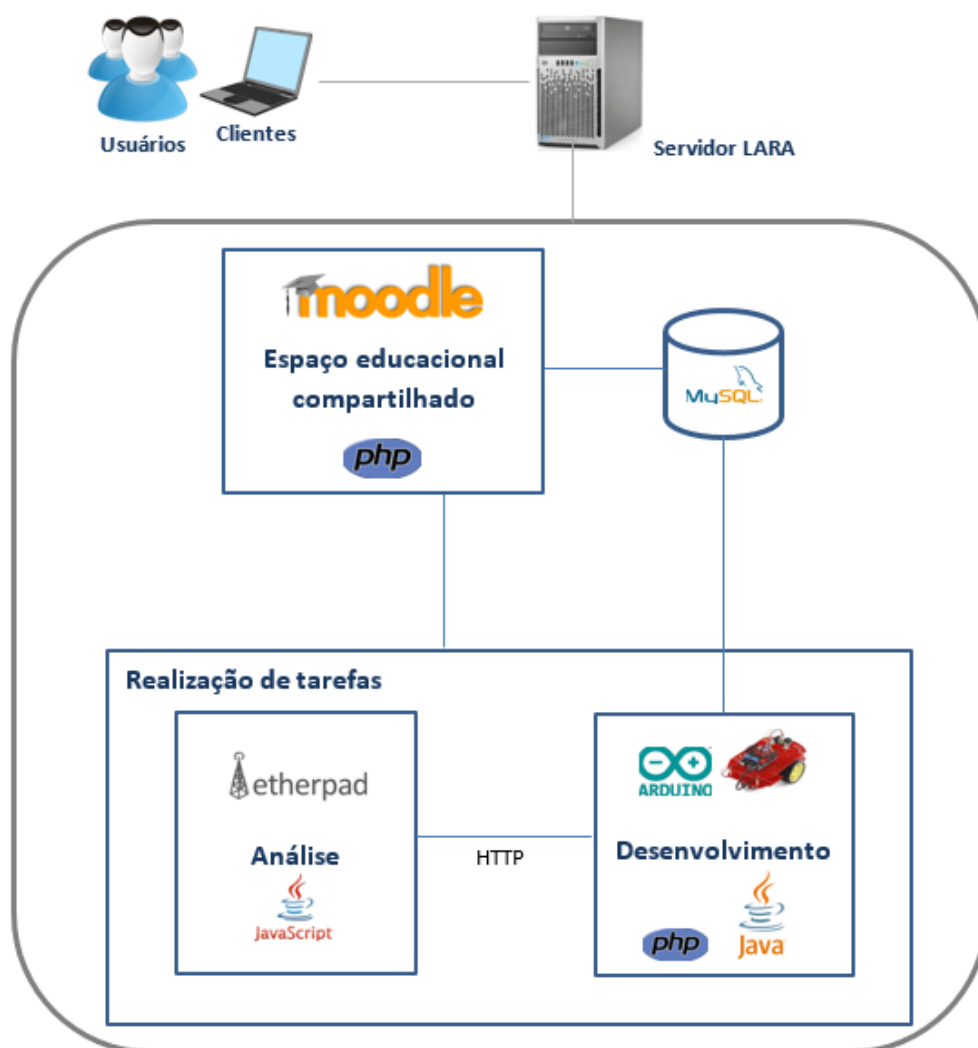 Usuários
Clientes
Servidor LARA
moodle
Espaço educacional
compartilhado
php
MySQL
Realização de tarefas
etherpad
Análise
JavaScript
HTTP
ARDUINO
Desenvolvimento
php
Java